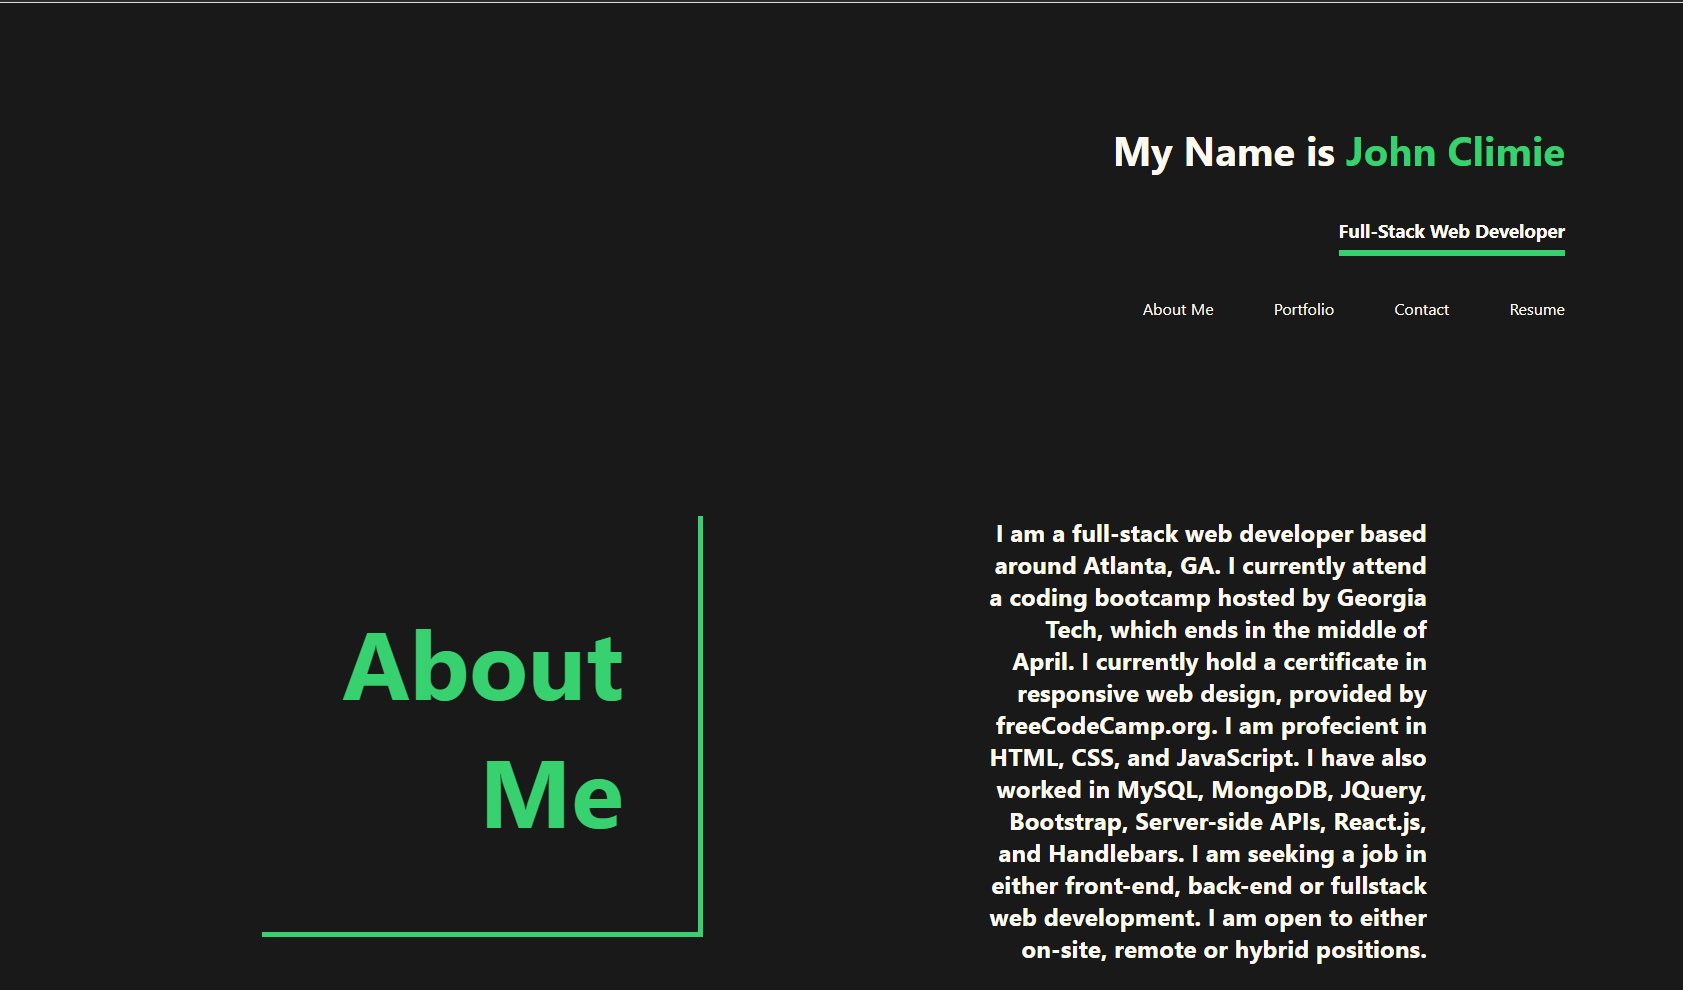 My Name is John Climie
Full-Stack Web Developer
About Me Portfolio Contact Resume
About
Me
I am a full-stack web developer based
around Atlanta, GA. I currently attend
a coding bootcamp hosted by Georgia
Tech, which ends in the middle of
April. I currently hold a certificate in
responsive web design, provided by
freeCodeCamp.org. I am profecient in
HTML, CSS, and JavaScript. I have also
worked in MySQL, MongoDB, JQuery,
Bootstrap, Server-side APIs, React.js,
and Handlebars. I am seeking a job in
either front-end, back-end or fullstack
web development. I am open to either
on-site, remote or hybrid positions.